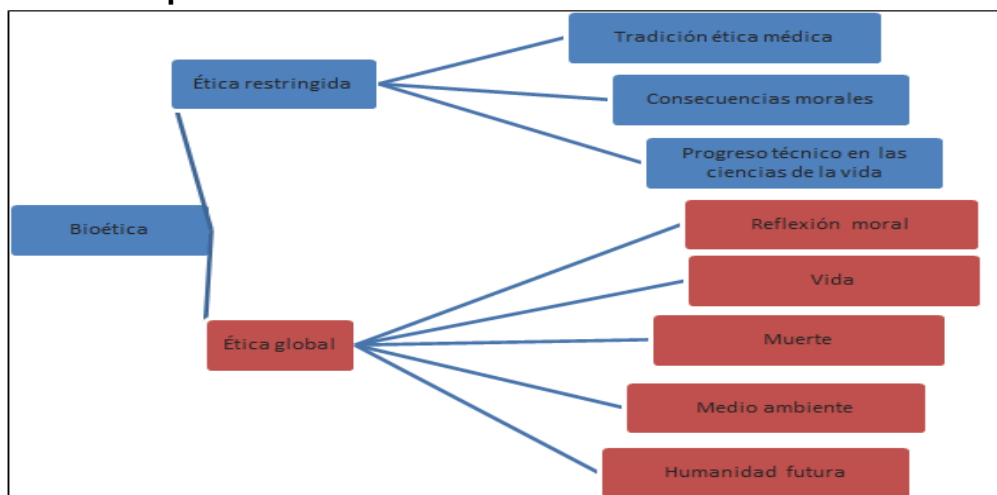 Tradición ética médica
Ética restringida
Consecuencias morales
Progreso técnico en las
ciencias de la vida
Bioética
Reflexión moral
Vida
Ética global
Muerte
Medio ambiente
Humanidad futura